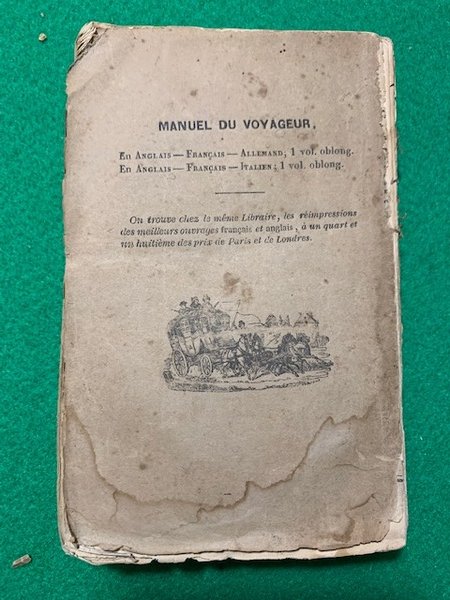 MANUEL DU VOYAGEUR,
En Anglais — Français — Allemand; 1 vol. oblong.
En Anglais — Français — Italien; 1 vol. oblong.
On trouve chez le même Libraire, les réimpressions
des meilleurs ouvrages français et anglais, à un quart et
un huitième des prix de Paris et de Londres.